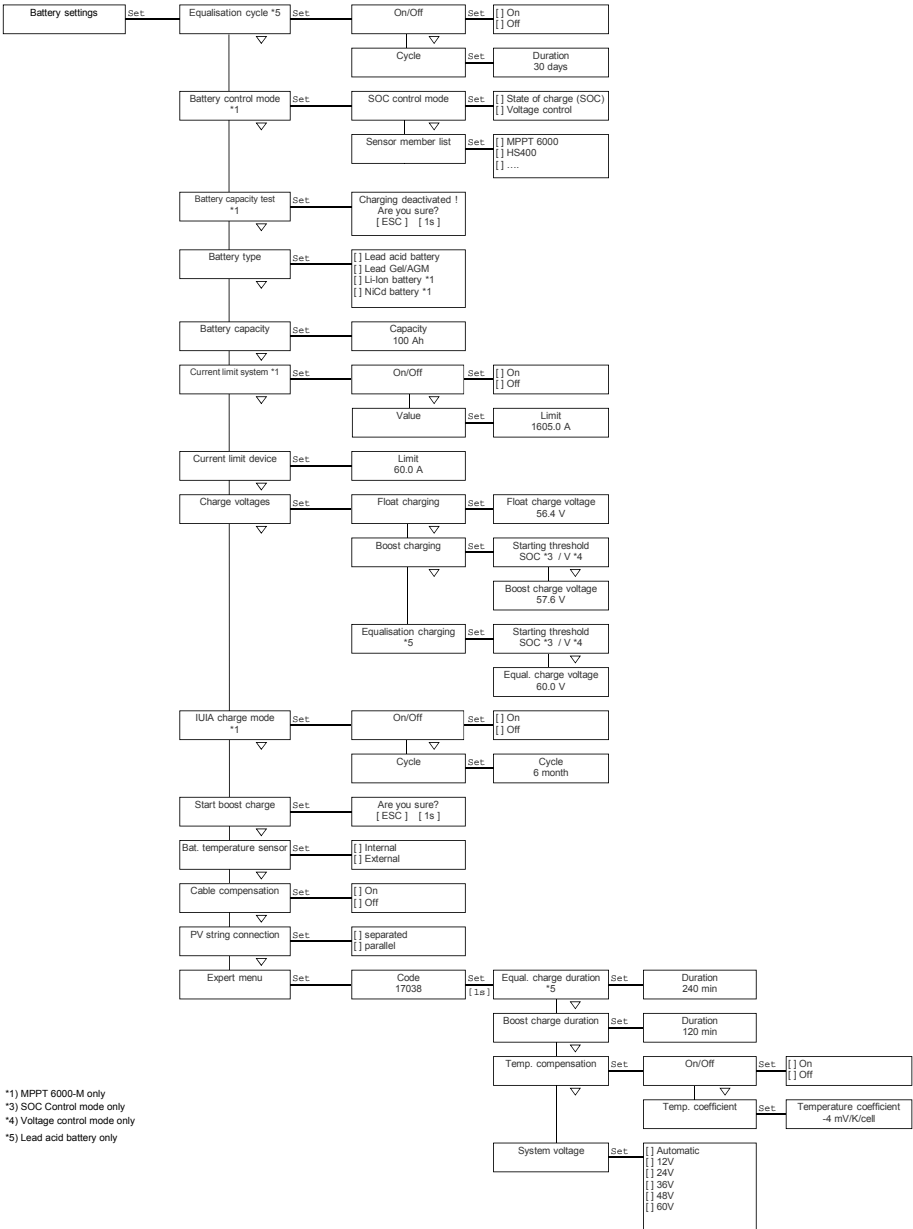 Battery settings
Set
Equalisation cycle *5
Set
On/Off
Set
[ ] On
[ ] Off
Cycle
Set
Duration
30 days
Battery control mode
*1
Set
SOC control mode
Set
[ ] State of charge (SOC)
[ ] Voltage control
Sensor member list
Set
[ ] MPPT 6000
[ ] HS400
[ ] ....
Battery capacity test
*1
Set
Charging deactivated !
Are you sure?
[ ESC ] [ 1s ]
Battery type
Set
[ ] Lead acid battery
[ ] Lead Gel/AGM
[ ] Li-Ion battery *1
[ ] NiCd battery *1
Battery capacity
Set
Capacity
100 Ah
Current limit system *1
Set
On/Off
Set
[ ] On
[ ] Off
Value
Set
Limit
1605.0 A
Current limit device
Set
Limit
60.0 A
Charge voltages
Set
Float charging
Set
Float charge voltage
56.4 V
Boost charging
Set
Starting threshold
SOC *3 / V *4
Boost charge voltage
57.6 V
Equalisation charging
*5
Set
Starting threshold
SOC *3 / V *4
Equal. charge voltage
60.0 V
IUIA charge mode
*1
Set
On/Off
Set
[ ] On
[ ] Off
Cycle
Set
Cycle
6 month
Start boost charge
Set
Are you sure?
[ ESC ] [ 1s ]
Bat. temperature sensor
Set
[ ] Internal
[ ] External
Cable compensation
Set
[ ] On
[ ] Off
PV string connection
Set
[ ] separated
[ ] parallel
Expert menu
Set
Code
17038
Set
[1s]
Equal. charge duration
*5
Set
Duration
240 min
Boost charge duration
Set
Duration
120 min
Temp. compensation
Set
On/Off
Set
[ ] On
[ ] Off
Temp. coefficient
Set
Temperature coefficient
-4 mV/K/cell
System voltage
Set
[ ] Automatic
[ ] 12V
[ ] 24V
[ ] 36V
[ ] 48V
[ ] 60V
*1) MPPT 6000-M only
*3) SOC Control mode only
*4) Voltage control mode only
*5) Lead acid battery only